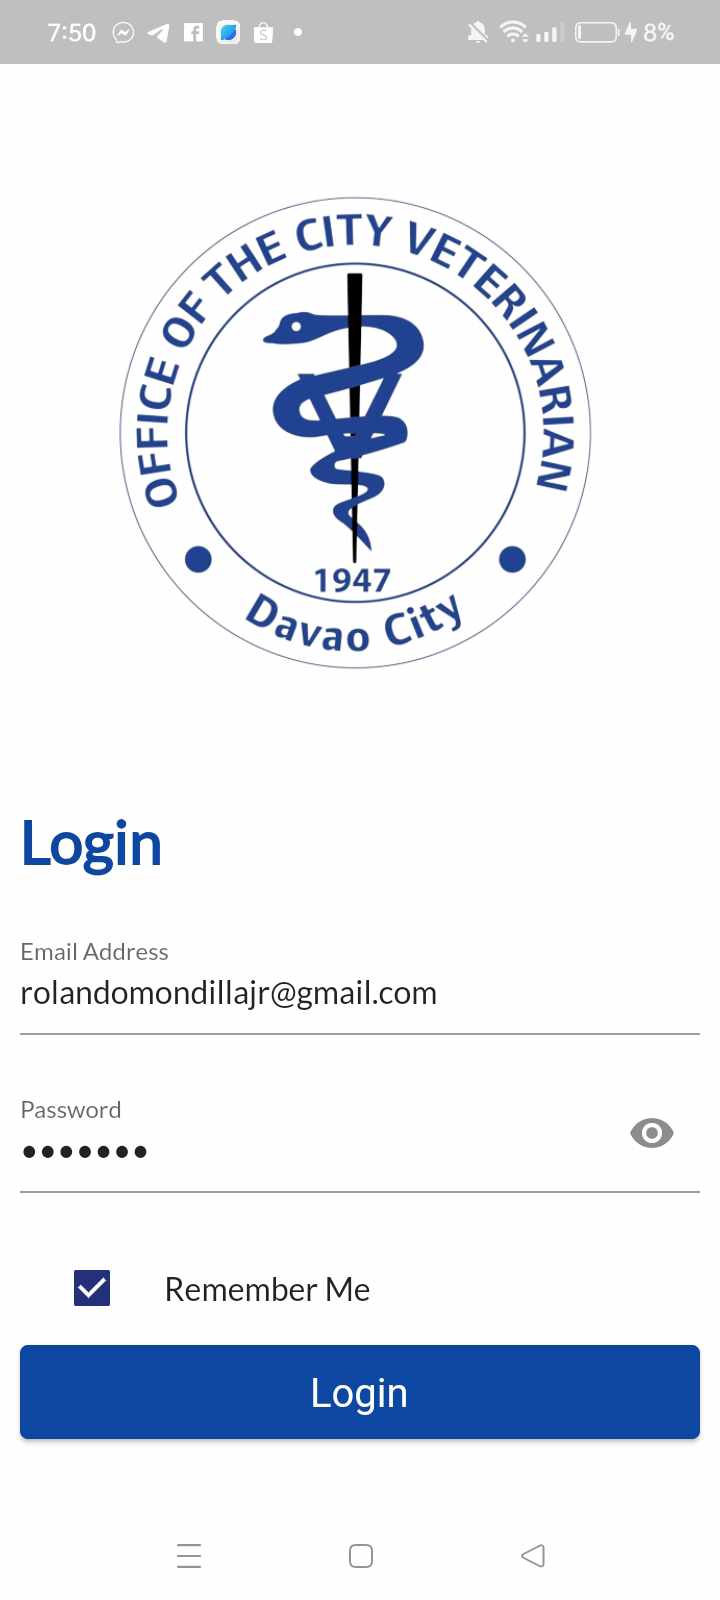 7:50
8%
OFFICE OF THE CITY VETERINARIAN
1947
Davao City
Login
Email Address
rolandomondillajr@gmail.com
Password
•••••••
Remember Me
Login